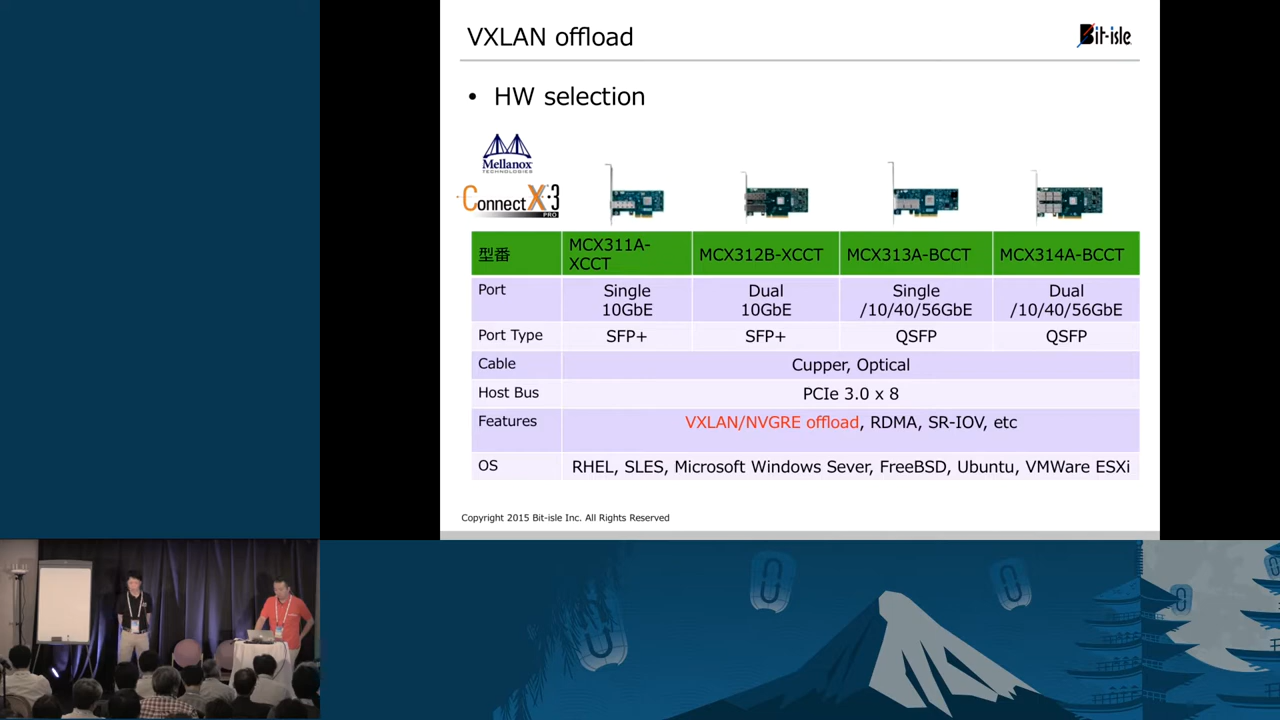 VXLAN offload
Bit-isle
• HW selection
Mellanox
TECHNOLOGIES
ConnectX·3
PRO
型番
MCX311A-
XCCT
MCX312B-XCCT
MCX313A-BCCT
MCX314A-BCCT
Port
Single
10GbE
Dual
10GbE
Single
/10/40/56GbE
Dual
/10/40/56GbE
Port Type
SFP+
SFP+
QSFP
QSFP
Cable
Cupper, Optical
Host Bus
PCIe 3.0 x 8
Features
VXLAN/NVGRE offload, RDMA, SR-IOV, etc
OS
RHEL, SLES, Microsoft Windows Sever, FreeBSD, Ubuntu, VMWare ESXi
Copyright 2015 Bit-isle Inc. All Rights Reserved